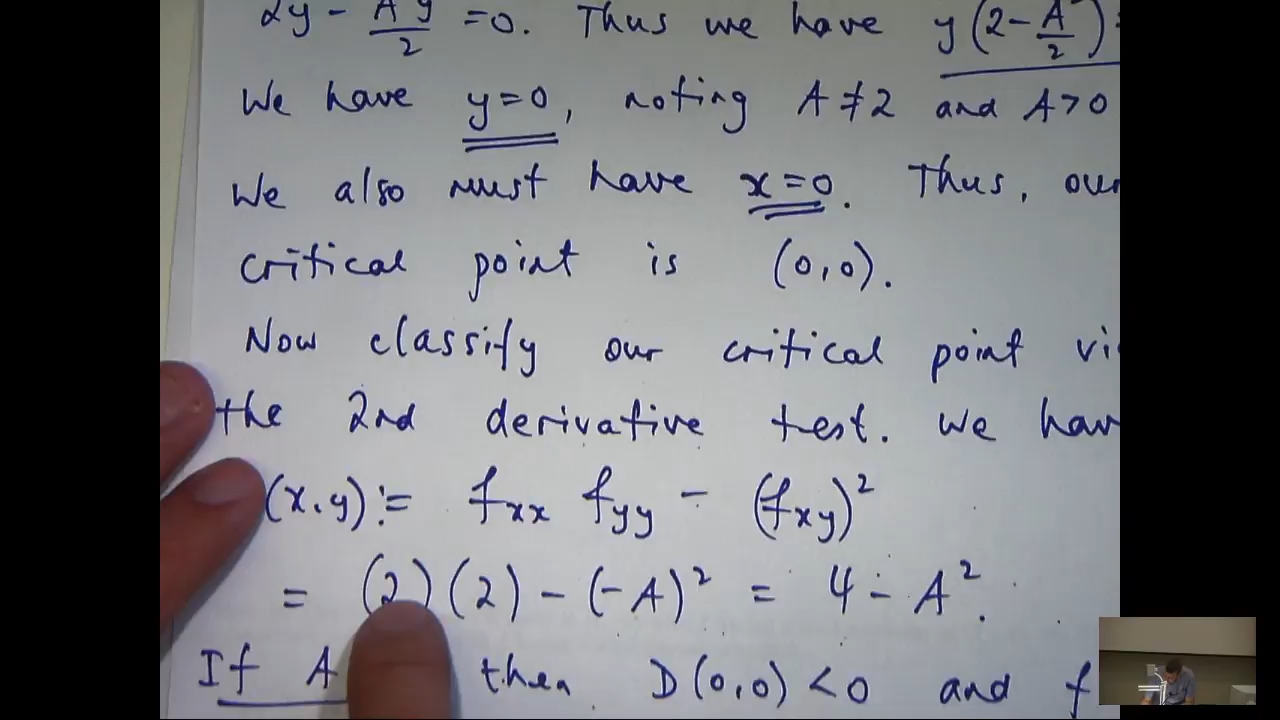 2y - A²y/2 = 0. Thus we have y(2 - A²/2) =
We have y=0, noting A ≠ 2 and A > 0
We also must have x=0. Thus, our
critical point is (0,0).
Now classify our critical point
the 2nd derivative test. We
(x,y) := fxx fyy - (fxy)²
= (2)(2) - (-A)² = 4 - A².
If A then D(0,0) < 0 and f